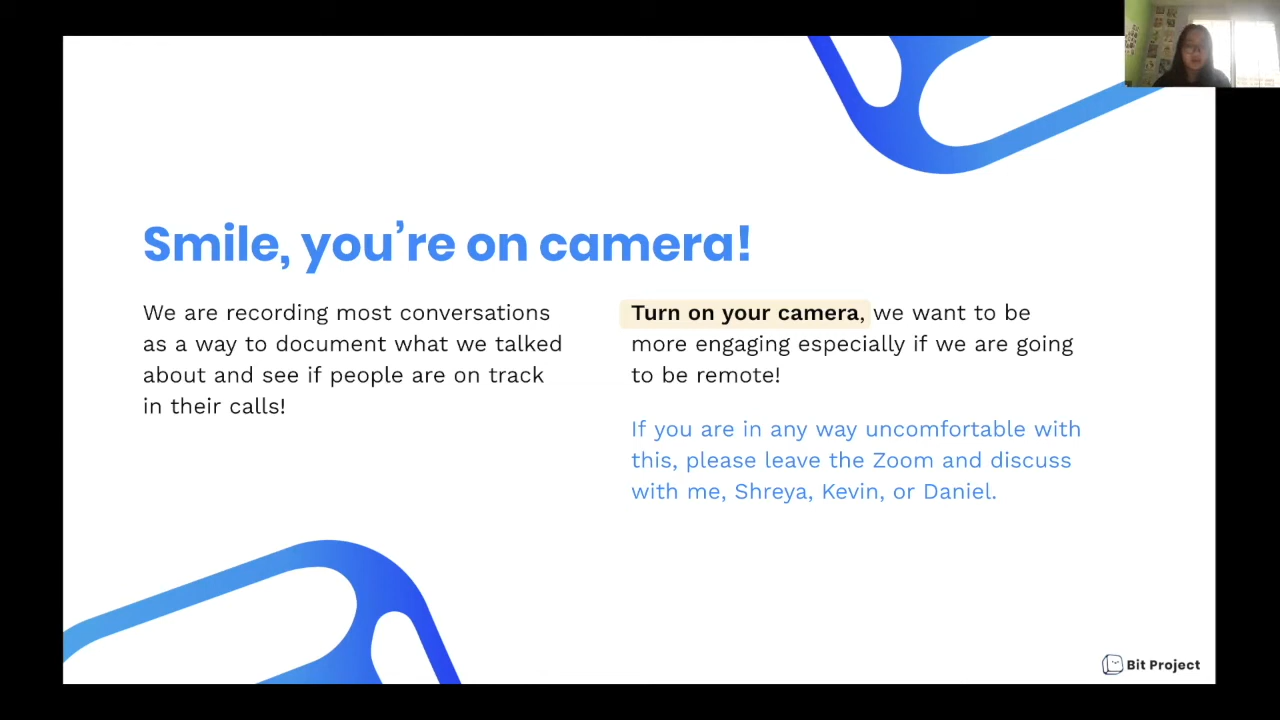 Smile, you’re on camera!
We are recording most conversations
as a way to document what we talked
about and see if people are on track
in their calls!
Turn on your camera, we want to be
more engaging especially if we are going
to be remote!
If you are in any way uncomfortable with
this, please leave the Zoom and discuss
with me, Shreya, Kevin, or Daniel.
Bit Project